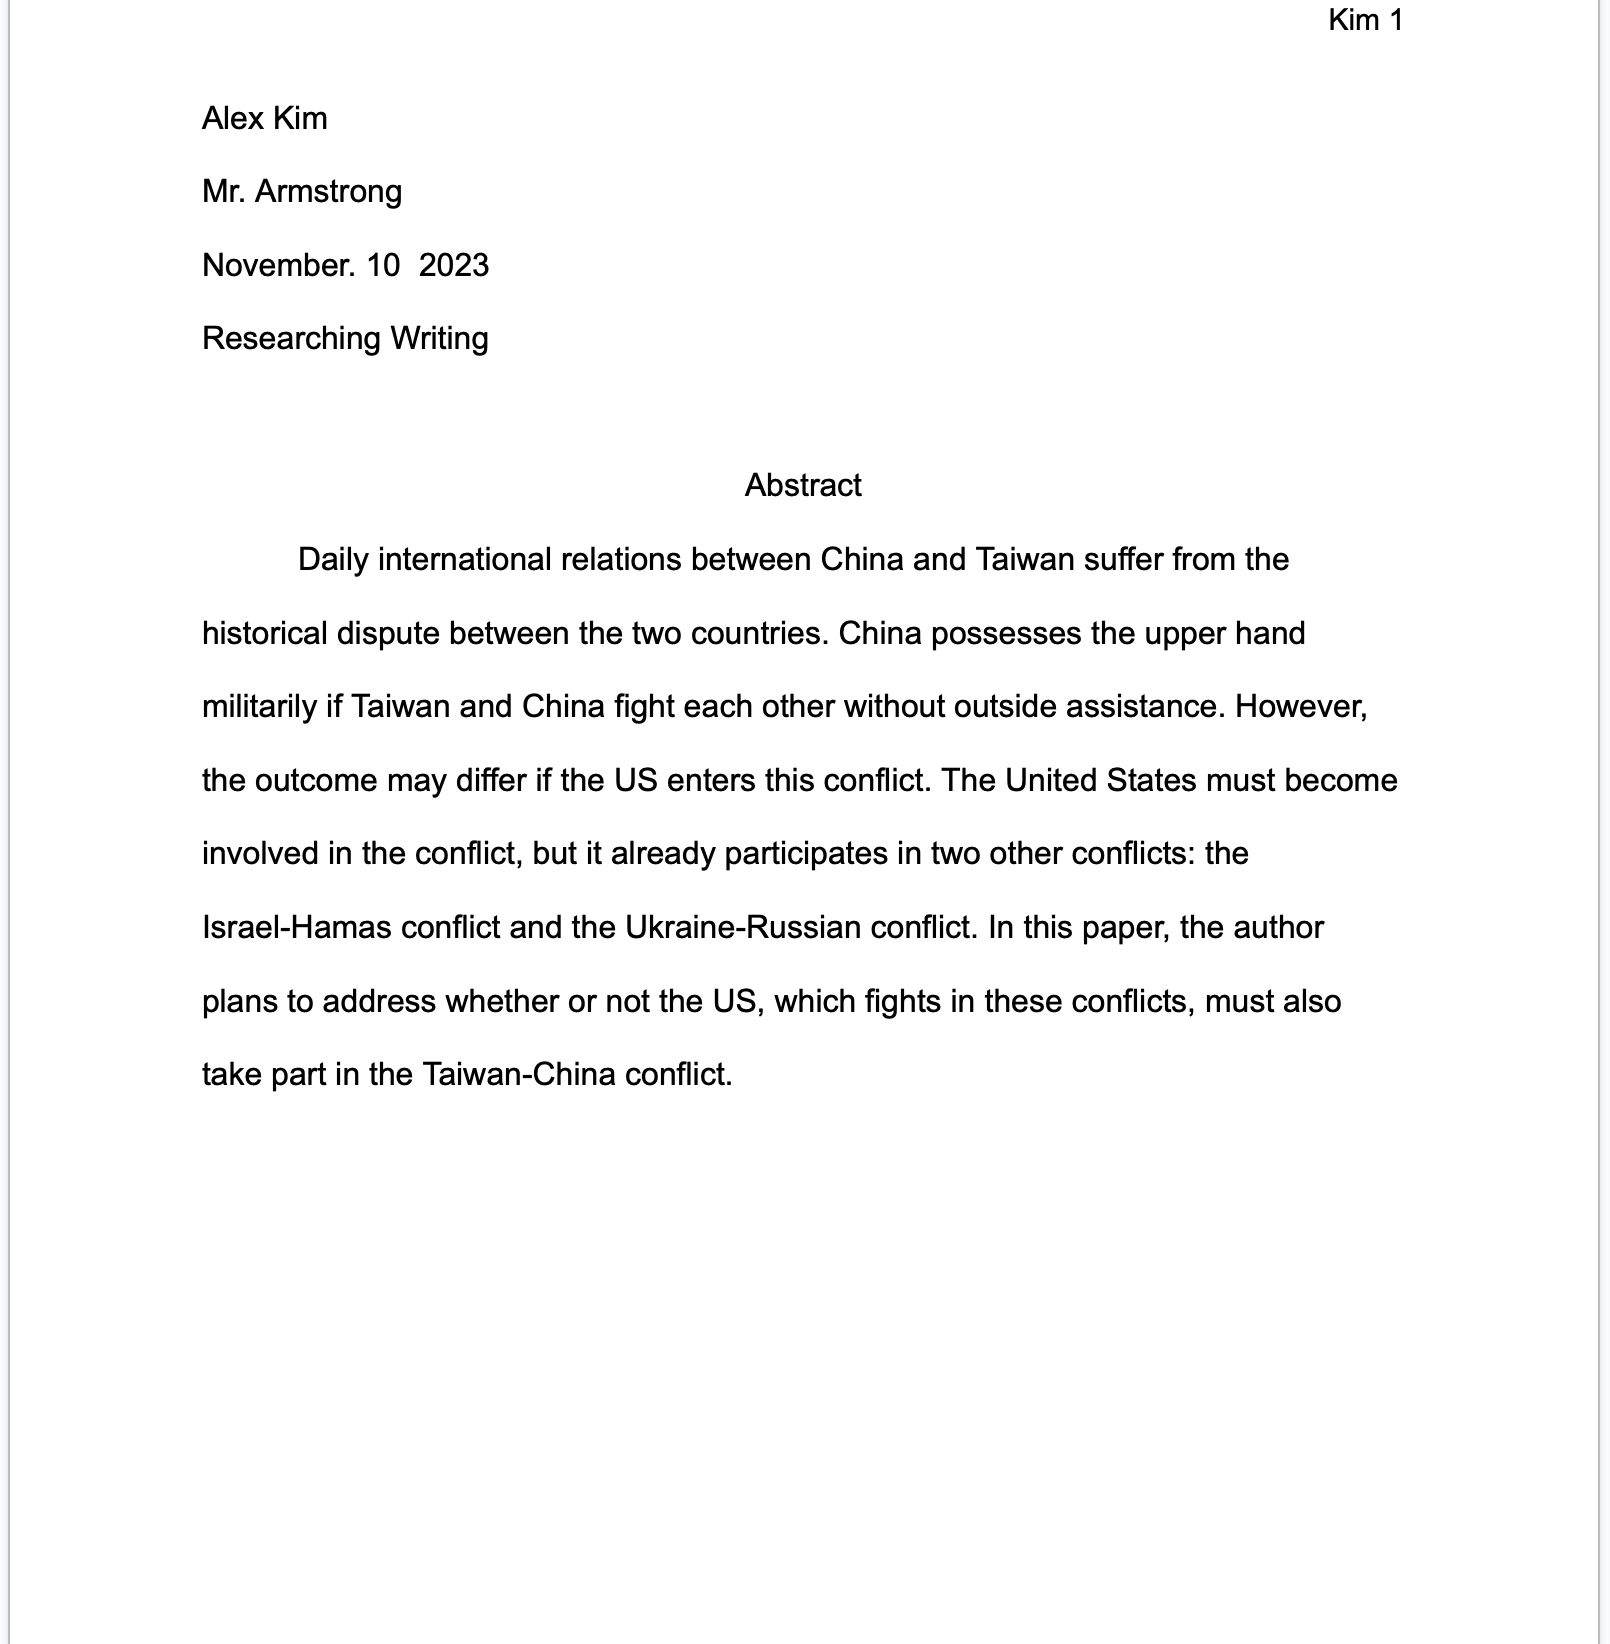 Kim 1
Alex Kim
Mr. Armstrong
November. 10  2023
Researching Writing
Abstract
Daily international relations between China and Taiwan suffer from the
historical dispute between the two countries. China possesses the upper hand
militarily if Taiwan and China fight each other without outside assistance. However,
the outcome may differ if the US enters this conflict. The United States must become
involved in the conflict, but it already participates in two other conflicts: the
Israel-Hamas conflict and the Ukraine-Russian conflict. In this paper, the author
plans to address whether or not the US, which fights in these conflicts, must also
take part in the Taiwan-China conflict.